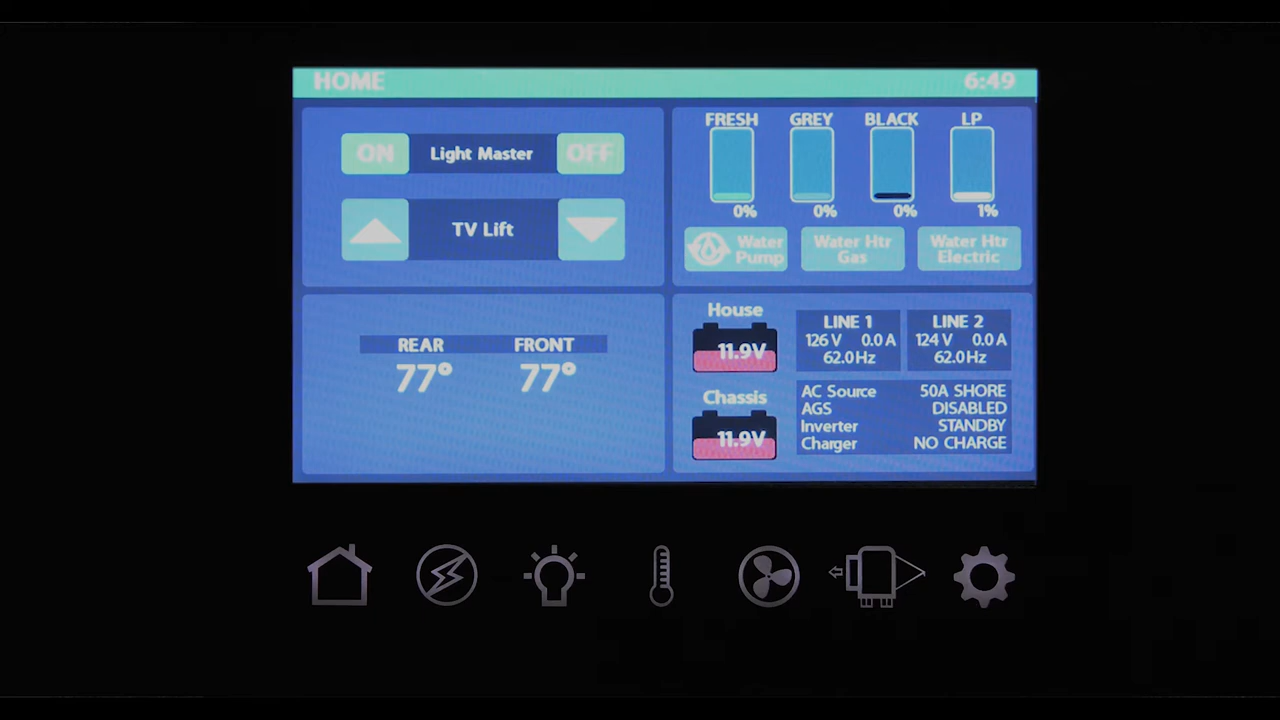 HOME 6:49
ON Light Master OFF
TV Lift
FRESH GREY BLACK LP
0% 0% 0% 1%
Water Pump
Water Htr Gas
Water Htr Electric
REAR FRONT
77° 77°
House
11.9V
Chassis
11.9V
LINE 1
126 V 0.0 A
62.0Hz
LINE 2
124 V 0.0 A
62.0Hz
AC Source 50A SHORE
AGS DISABLED
Inverter STANDBY
Charger NO CHARGE